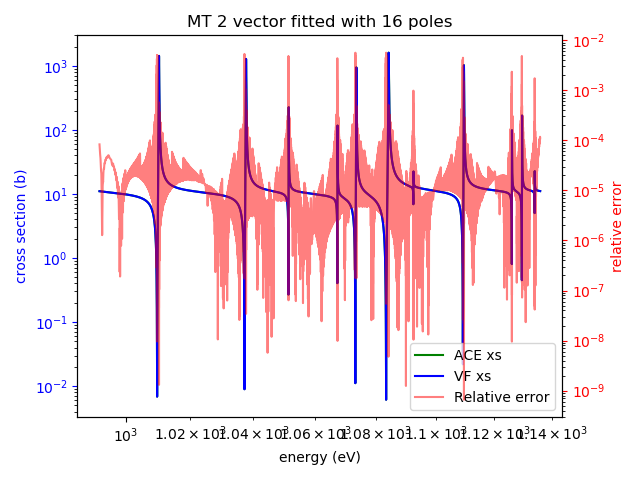 MT 2 vector fitted with 16 poles
10³
10²
10¹
10⁰
10⁻¹
10⁻²
cross section (b)
10⁻²
10⁻³
10⁻⁴
10⁻⁵
10⁻⁶
10⁻⁷
10⁻⁸
10⁻⁹
relative error
ACE xs
VF xs
Relative error
10³ 1.02 × 10³ 1.04 × 10³ 1.06 × 10³ 1.08 × 10³ 1.1 × 10³ 1.12 × 10³ 1.14 × 10³
energy (eV)